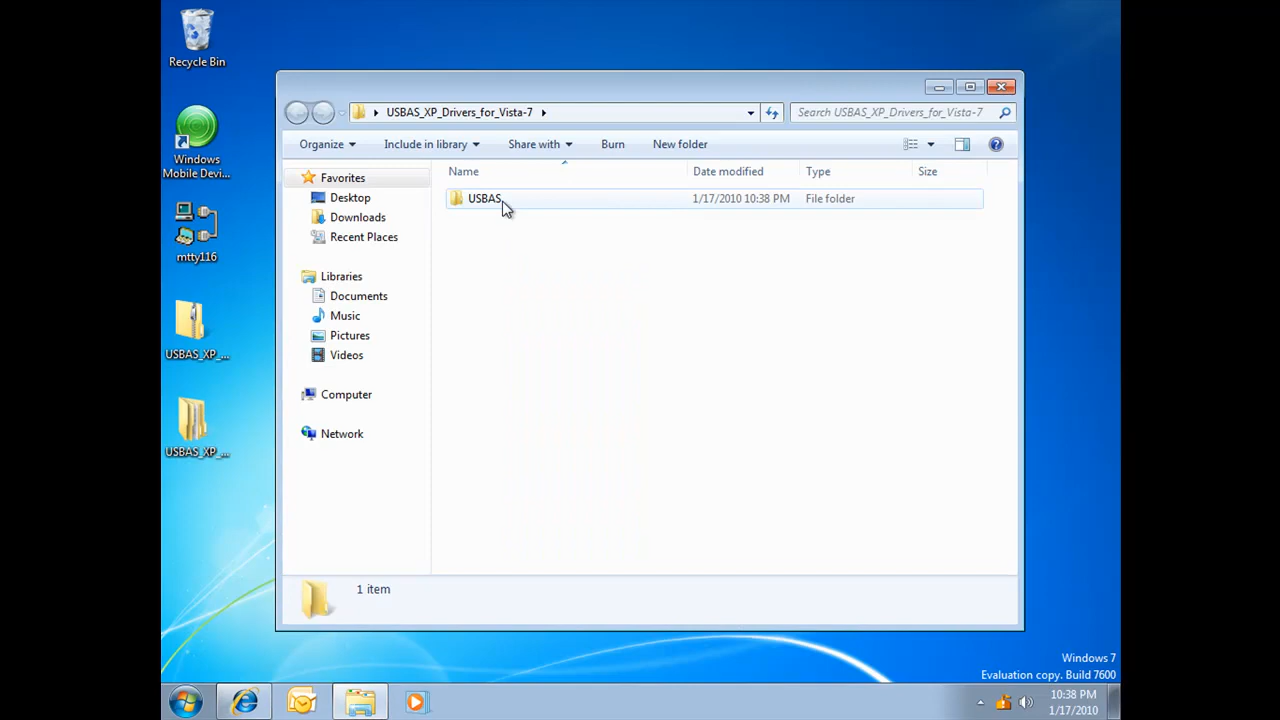 Recycle Bin
Windows
Mobile Devi...
mtty116
USBAS_XP_...
USBAS_XP_...
USBAS_XP_Drivers_for_Vista-7
Search USBAS_XP_Drivers_for_Vista-7
Organize
Include in library
Share with
Burn
New folder
Favorites
Desktop
Downloads
Recent Places
Libraries
Documents
Music
Pictures
Videos
Computer
Network
Name
Date modified
Type
Size
USBAS
1/17/2010 10:38 PM
File folder
1 item
Windows 7
Evaluation copy. Build 7600
10:38 PM
1/17/2010